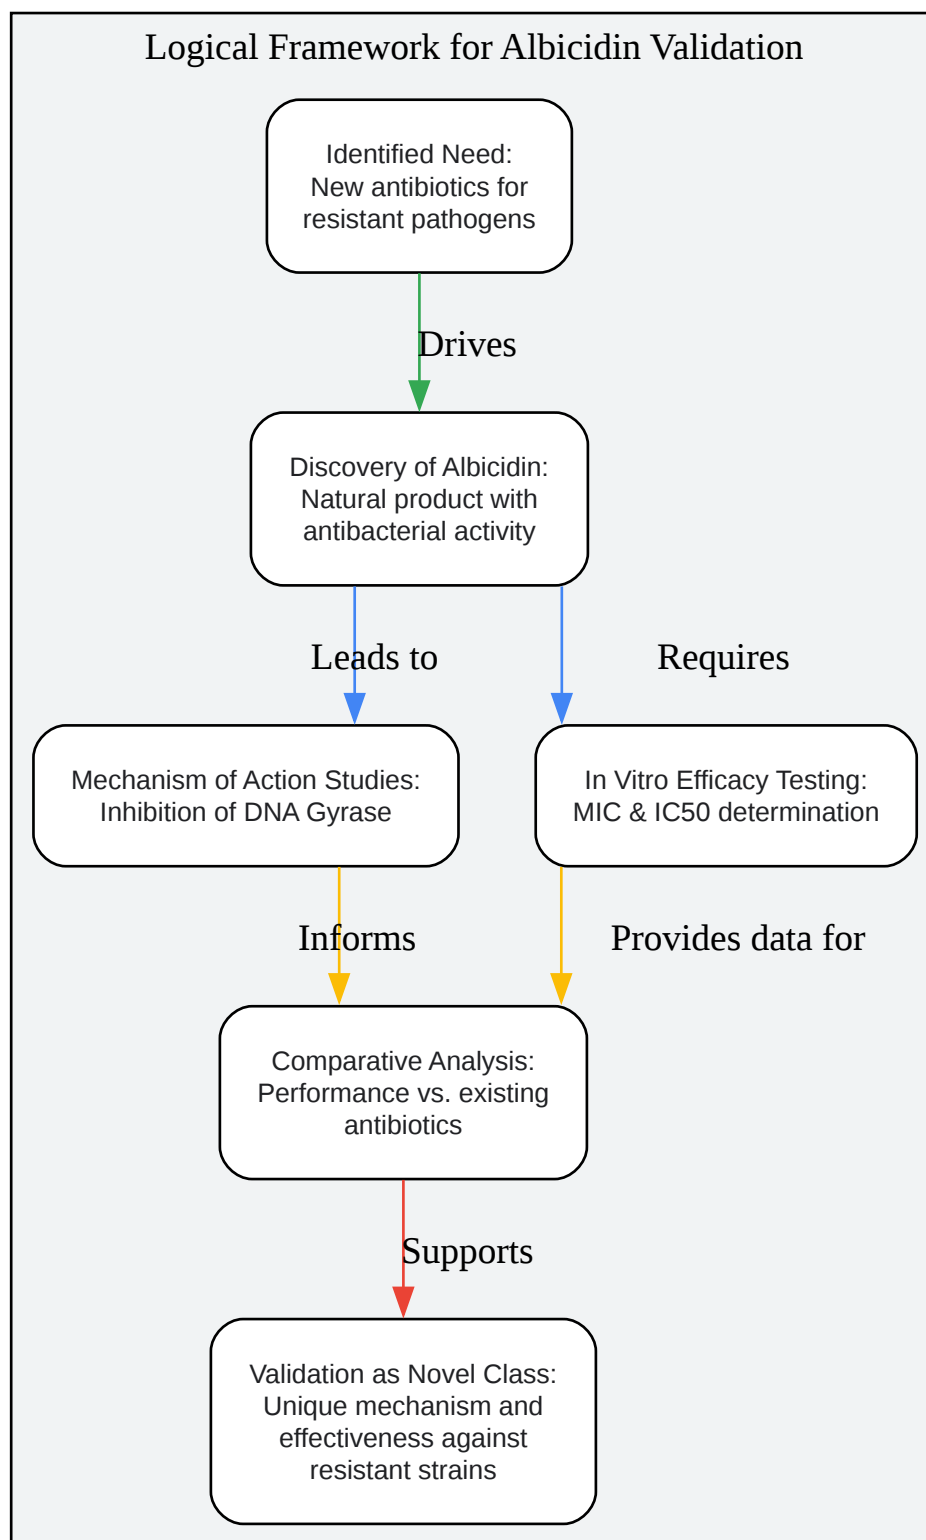 Logical Framework for Albicidin Validation
Identified Need:
New antibiotics for
resistant pathogens
Drives
Discovery of Albicidin:
Natural product with
antibacterial activity
Leads to
Requires
Mechanism of Action Studies:
Inhibition of DNA Gyrase
In Vitro Efficacy Testing:
MIC & IC50 determination
Informs
Provides data for
Comparative Analysis:
Performance vs. existing
antibiotics
Supports
Validation as Novel Class:
Unique mechanism and
effectiveness against
resistant strains